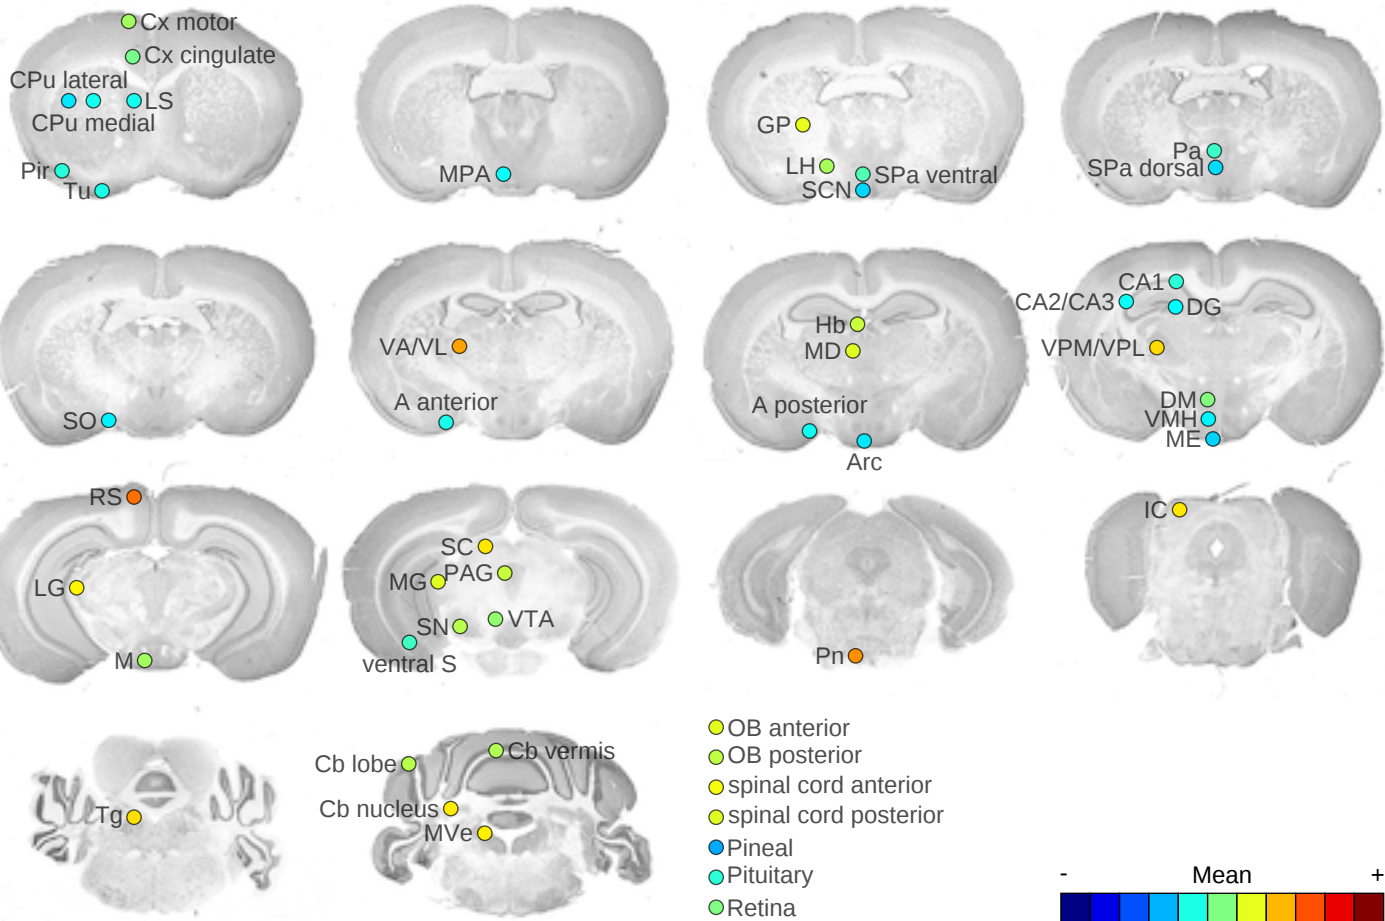 Cx motor
Cx cingulate
CPu lateral
LS
CPu medial
Pir
Tu
MPA
GP
LH
SPa ventral
SCN
Pa
SPa dorsal
SO
VA/VL
A anterior
Hb
MD
A posterior
Arc
CA1
CA2/CA3
DG
VPM/VPL
DM
VMH
ME
RS
LG
M
SC
MG
PAG
SN
VTA
ventral S
Pn
IC
Tg
Cb lobe
Cb vermis
Cb nucleus
MVe
OB anterior
OB posterior
spinal cord anterior
spinal cord posterior
Pineal
Pituitary
Retina
- Mean +